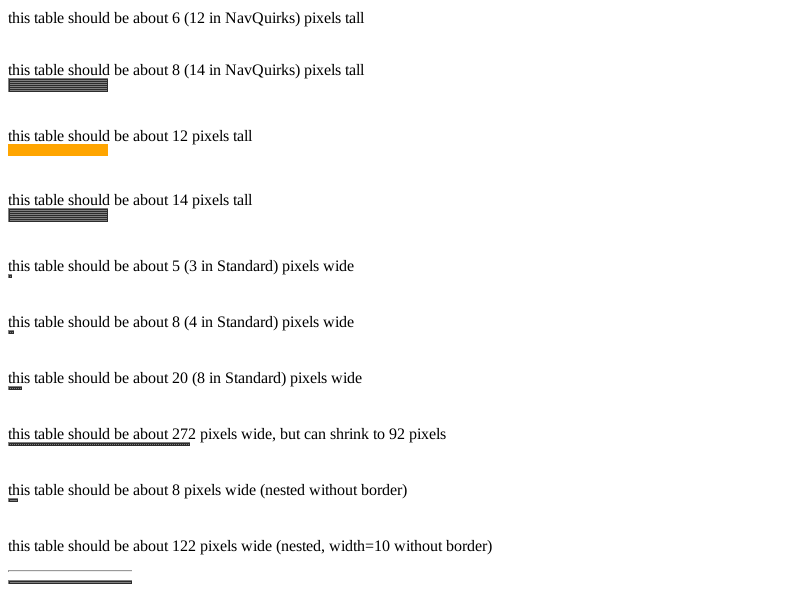 this table should be about 6 (12 in NavQuirks) pixels tall
this table should be about 8 (14 in NavQuirks) pixels tall
this table should be about 12 pixels tall
this table should be about 14 pixels tall
this table should be about 5 (3 in Standard) pixels wide
this table should be about 8 (4 in Standard) pixels wide
this table should be about 20 (8 in Standard) pixels wide
this table should be about 272 pixels wide, but can shrink to 92 pixels
this table should be about 8 pixels wide (nested without border)
this table should be about 122 pixels wide (nested, width=10 without border)